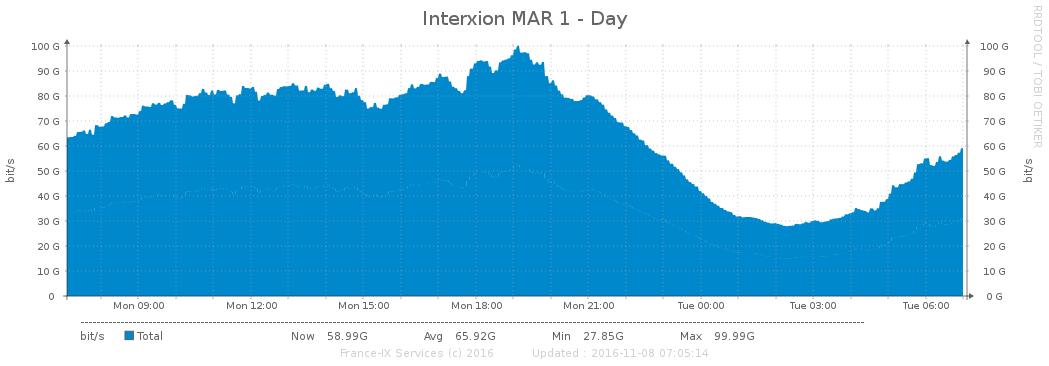 Interxion MAR 1 - Day
RRDTOOL / TOBI OETIKER
bit/s
bit/s
100 G 100 G
90 G 90 G
80 G 80 G
70 G 70 G
60 G 60 G
50 G 50 G
40 G 40 G
30 G 30 G
20 G 20 G
10 G 10 G
0 0 G
Mon 09:00 Mon 12:00 Mon 15:00 Mon 18:00 Mon 21:00 Tue 00:00 Tue 03:00 Tue 06:00
bit/s Total Now 58.99G Avg 65.92G Min 27.85G Max 99.99G
France-IX Services (c) 2016 Updated : 2016-11-08 07:05:14